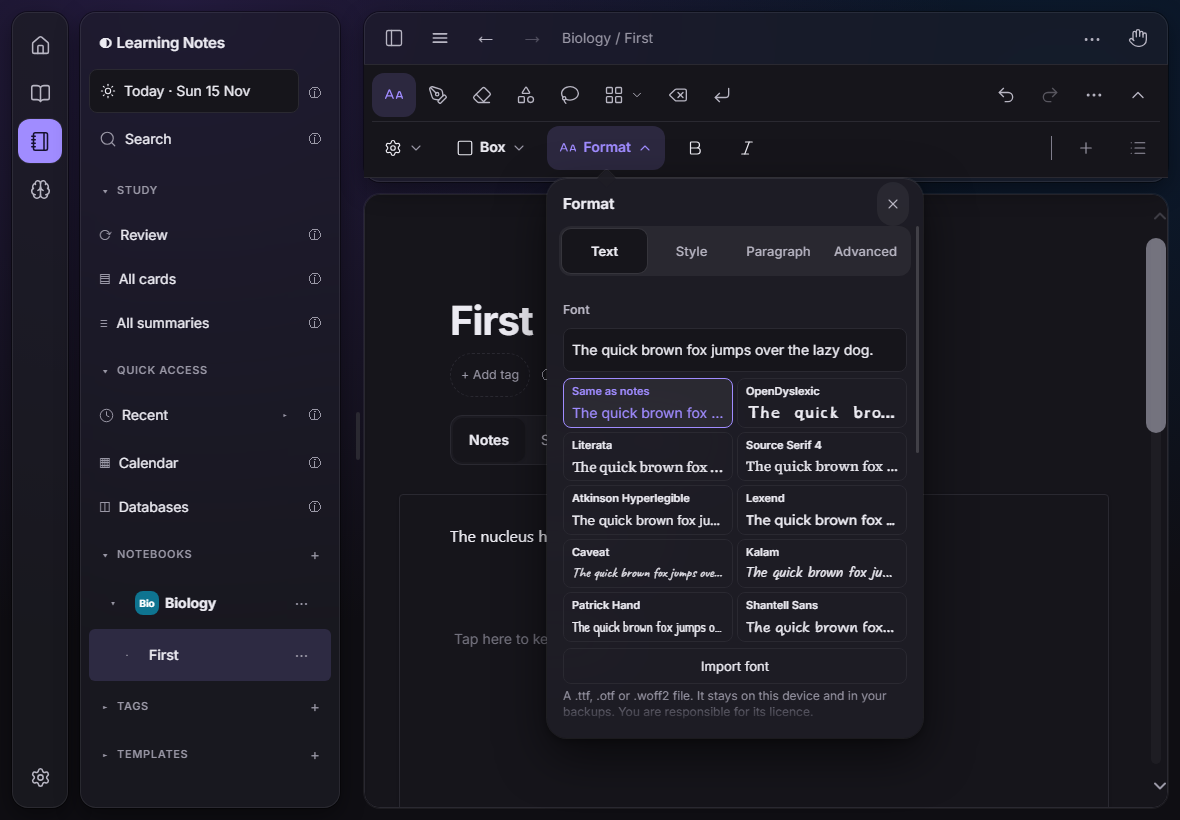 Learning Notes
Today · Sun 15 Nov
Search
STUDY
Review
All cards
All summaries
QUICK ACCESS
Recent
Calendar
Databases
NOTEBOOKS
Bio Biology
First
TAGS
TEMPLATES
Biology / First
AA
Box
AA Format
B I
Format
Text Style Paragraph Advanced
Font
The quick brown fox jumps over the lazy dog.
Same as notes
The quick brown fox ...
OpenDyslexic
The quick bro...
Literata
The quick brown fox ...
Source Serif 4
The quick brown fox ...
Atkinson Hyperlegible
The quick brown fox ju...
Lexend
The quick brown fox ...
Caveat
The quick brown fox jumps ove...
Kalam
The quick brown fox ju...
Patrick Hand
The quick brown fox jumps o...
Shantell Sans
The quick brown fox...
Import font
A .ttf, .otf or .woff2 file. It stays on this device and in your
backups. You are responsible for its licence.
First
+ Add tag
Notes S
The nucleus h
Tap here to ke